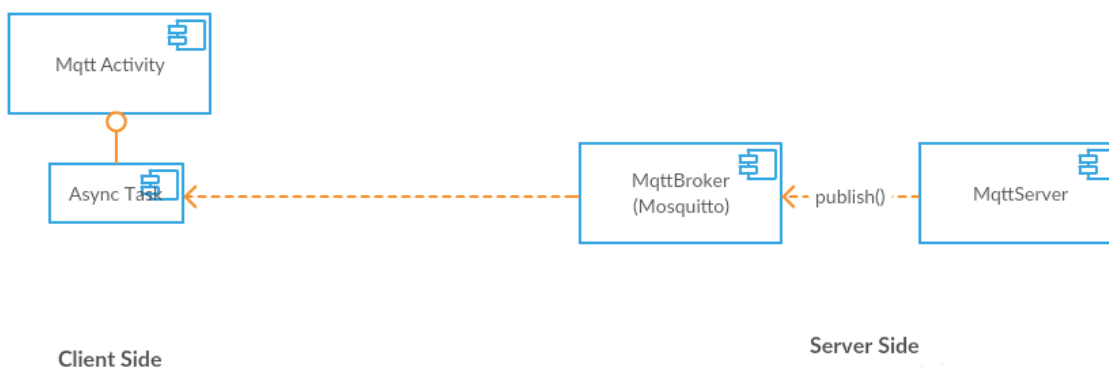 Mqtt Activity
Async Task
MqttBroker
(Mosquitto)
publish()
MqttServer
Client Side
Server Side